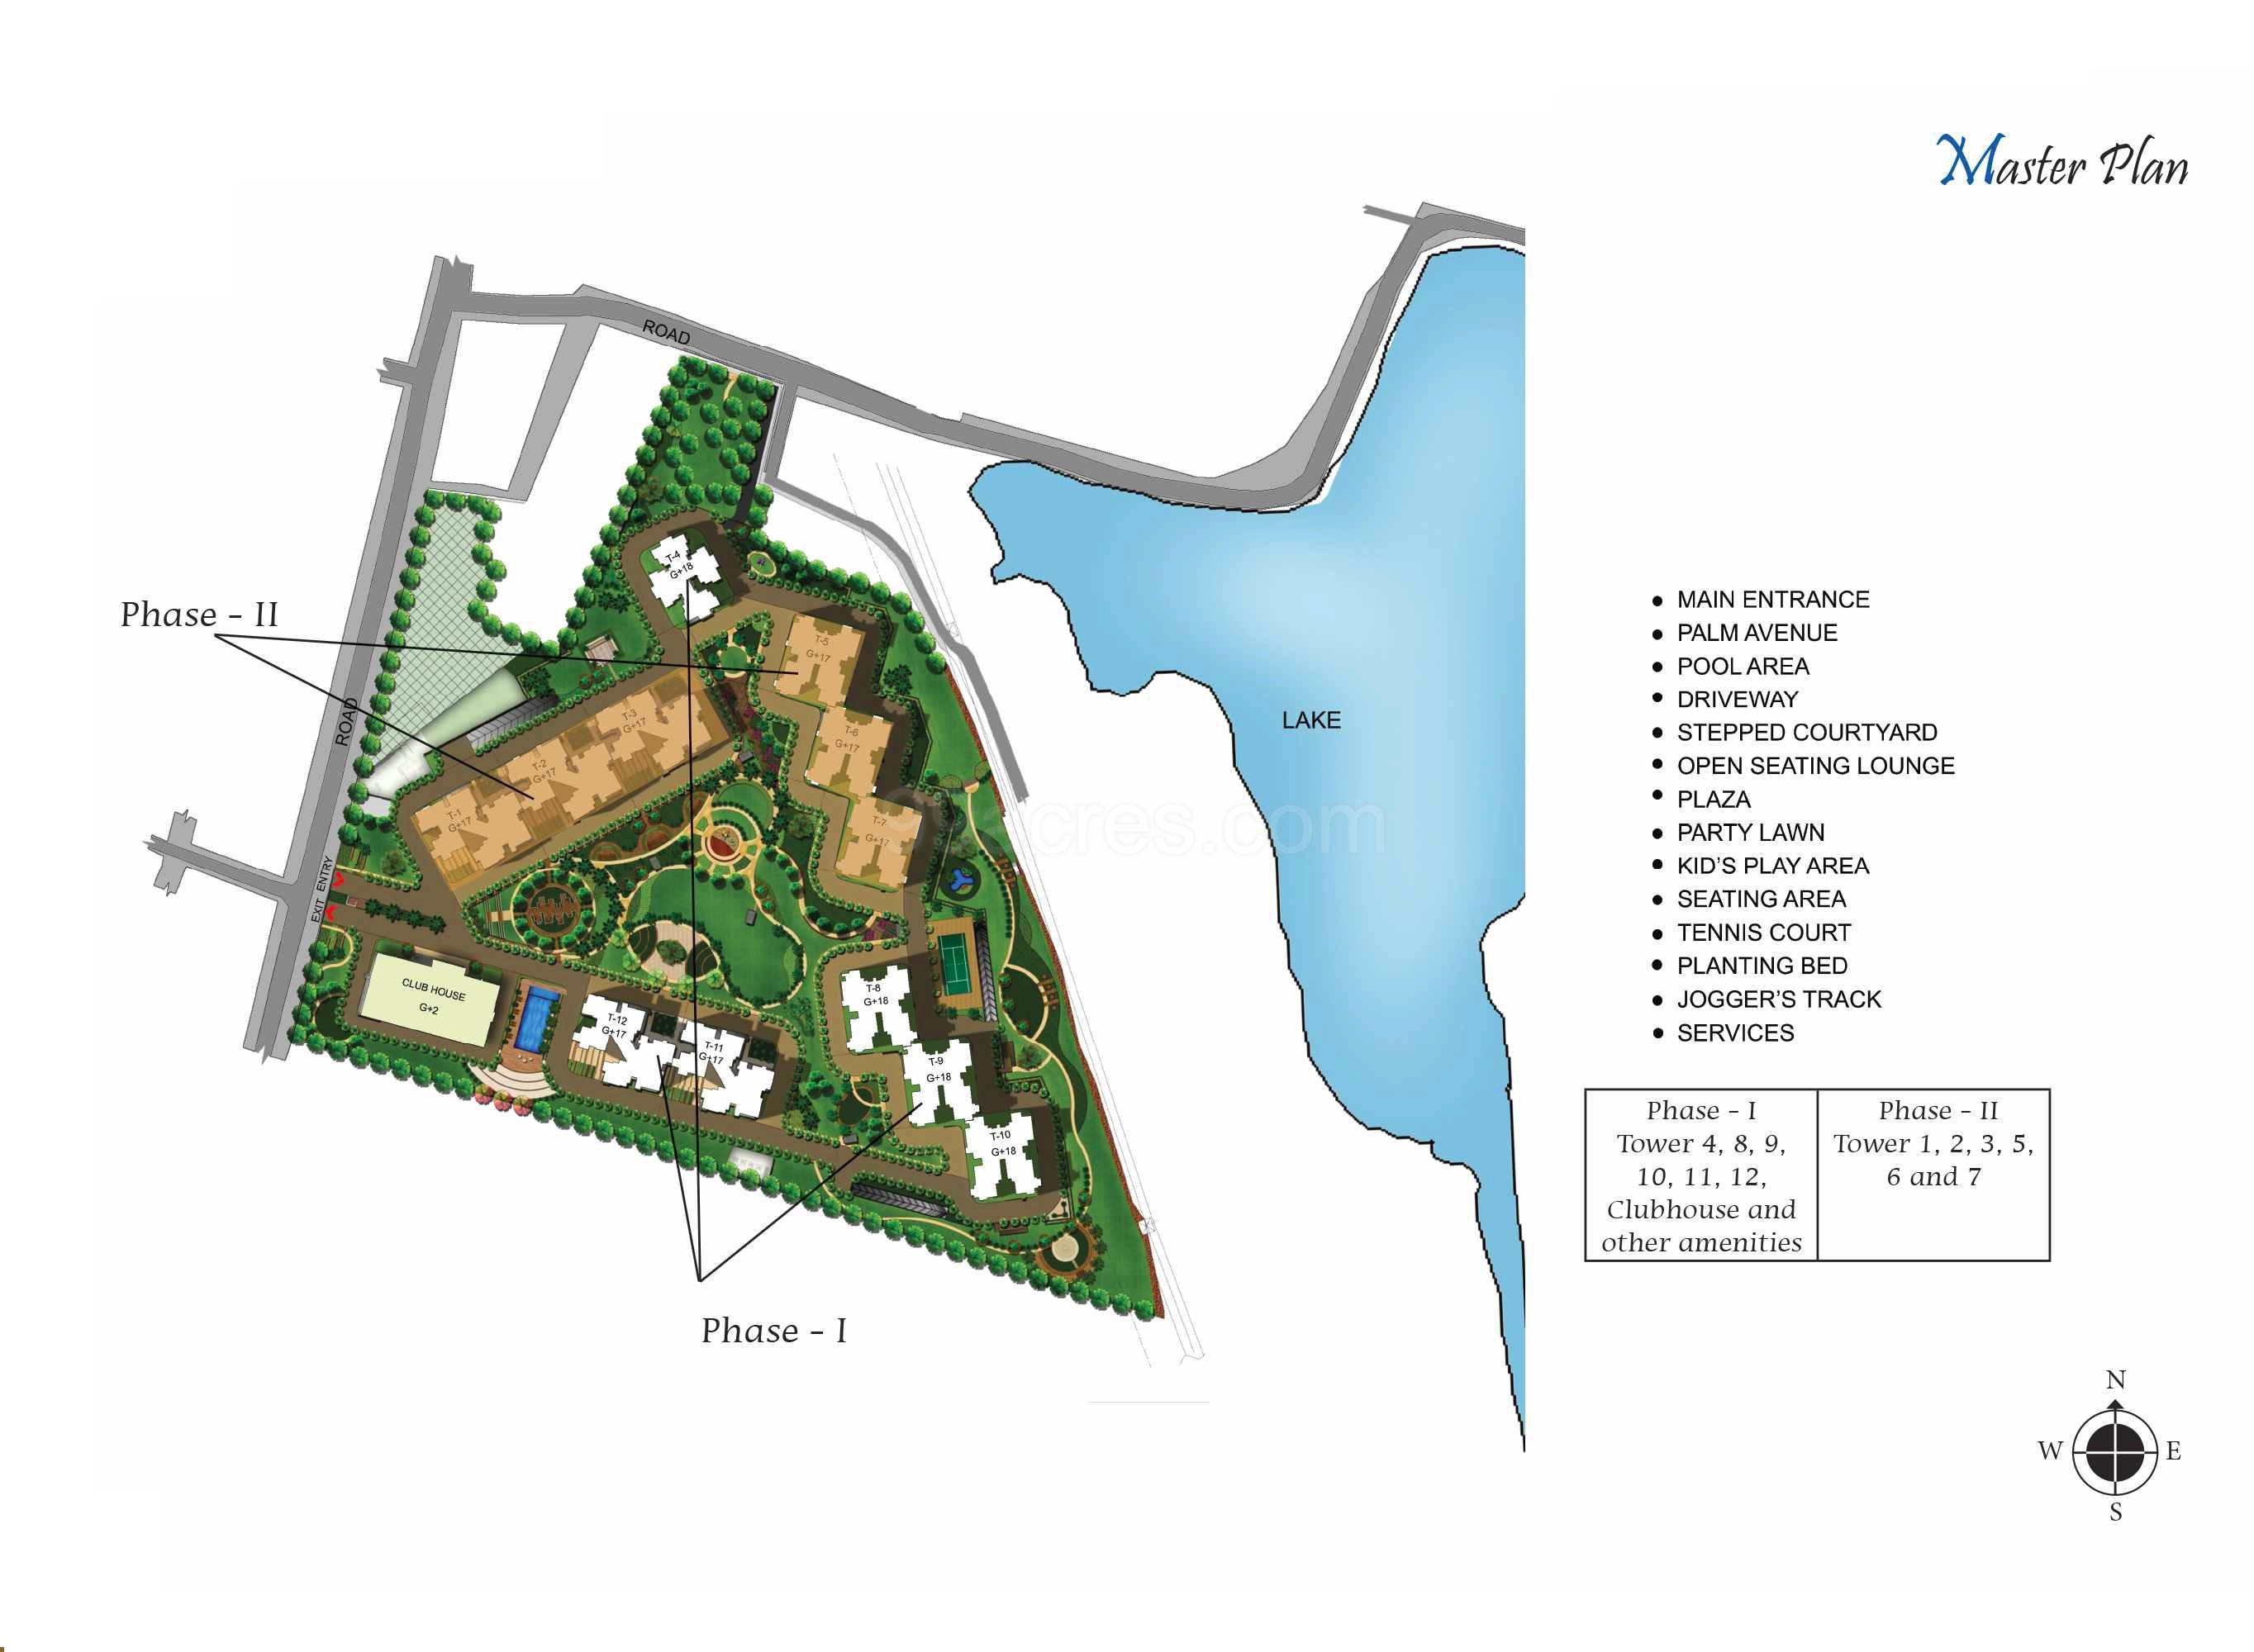 Master Plan
ROAD
Phase - II
ROAD
EXIT ENTRY
T-4
G+18
T-5
G+17
T-3
G+17
T-6
G+17
T-2
G+17
T-1
G+17
T-7
G+17
LAKE
99acres.com
CLUB HOUSE
G+2
T-12
G+17
T-11
G+17
T-8
G+18
T-9
G+18
T-10
G+18
Phase - I
MAIN ENTRANCE
PALM AVENUE
POOL AREA
DRIVEWAY
STEPPED COURTYARD
OPEN SEATING LOUNGE
PLAZA
PARTY LAWN
KID'S PLAY AREA
SEATING AREA
TENNIS COURT
PLANTING BED
JOGGER'S TRACK
SERVICES
Phase - I
Tower 4, 8, 9,
10, 11, 12,
Clubhouse and
other amenities
Phase - II
Tower 1, 2, 3, 5,
6 and 7
N
W E
S